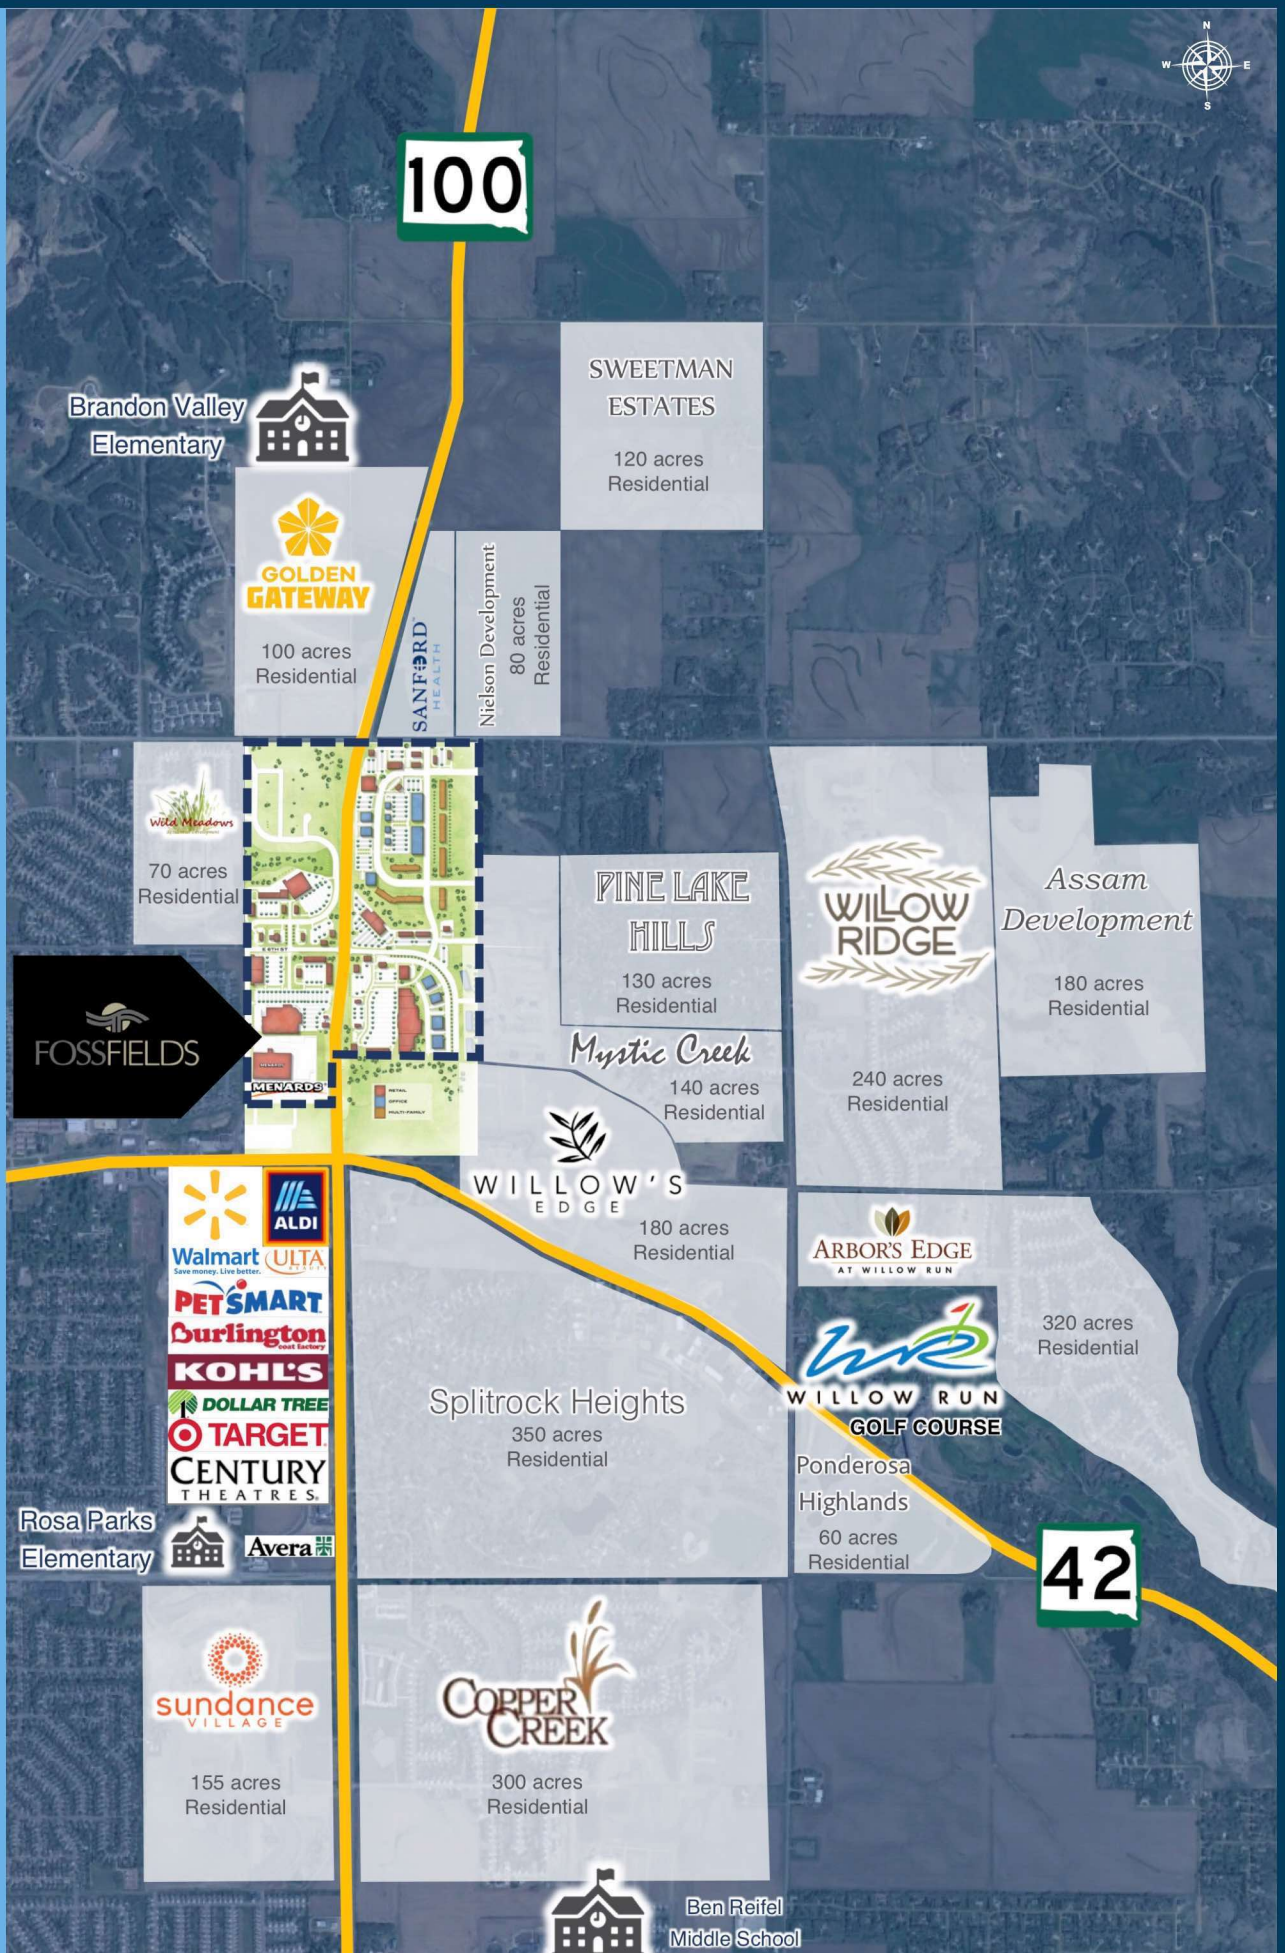 N
W E
S
100
SWEETMAN
ESTATES
120 acres
Residential
Brandon Valley
Elementary
GOLDEN
GATEWAY
100 acres
Residential
SANFORD
HEALTH
Nielson Development
80 acres
Residential
Wild Meadows
70 acres
Residential
PINE LAKE
HILLS
130 acres
Residential
WILLOW
RIDGE
240 acres
Residential
Assam
Development
180 acres
Residential
FOSSFIELDS
MENARDS
RETAIL
OFFICE
MULTI-FAMILY
Mystic Creek
140 acres
Residential
WILLOW'S
EDGE
180 acres
Residential
ARBOR'S EDGE
AT WILLOW RUN
320 acres
Residential
WILLOW RUN
GOLF COURSE
Walmart
Save money. Live better.
ALDI
ULTA
BEAUTY
PETSMART
Burlington
coat factory
KOHL'S
DOLLAR TREE
TARGET
CENTURY
THEATRES
Splitrock Heights
350 acres
Residential
Ponderosa
Highlands
60 acres
Residential
Rosa Parks
Elementary
Avera
42
sundance
VILLAGE
155 acres
Residential
COPPER
CREEK
300 acres
Residential
Ben Reifel
Middle School